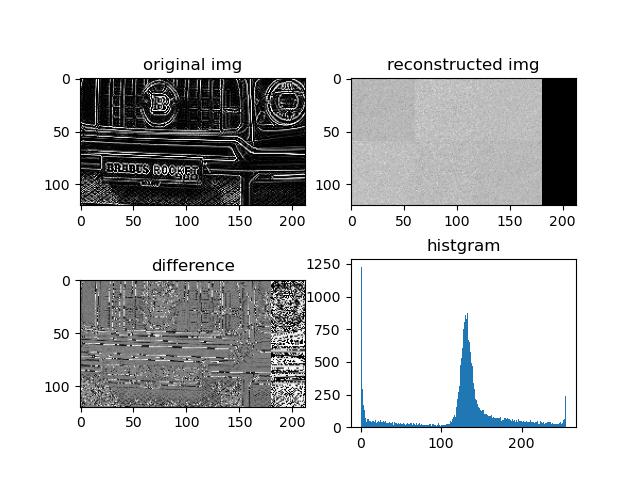 original img
reconstructed img
0
50
100
0 50 100 150 200
0
50
100
0 50 100 150 200
B
BRABUS ROCKET
difference
histgram
0
50
100
0 50 100 150 200
1250
1000
750
500
250
0
0 100 200